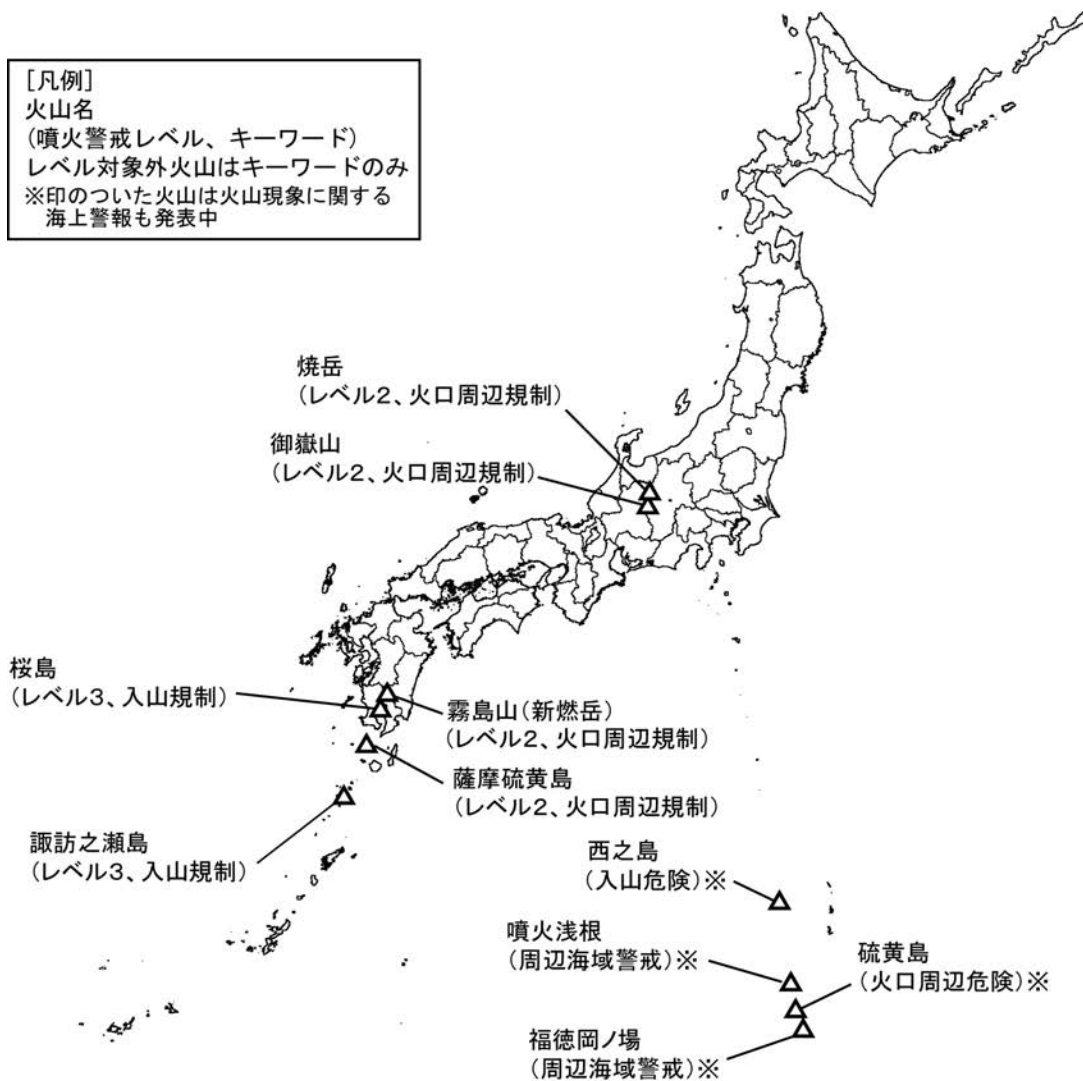 [凡例]
火山名
(噴火警戒レベル、キーワード)
レベル対象外火山はキーワードのみ
※印のついた火山は火山現象に関する
海上警報も発表中
焼岳
(レベル2、火口周辺規制)
御嶽山
(レベル2、火口周辺規制)
桜島
(レベル3、入山規制)
霧島山(新燃岳)
(レベル2、火口周辺規制)
薩摩硫黄島
(レベル2、火口周辺規制)
諏訪之瀬島
(レベル3、入山規制)
西之島
(入山危険)※
噴火浅根
(周辺海域警戒)※
硫黄島
(火口周辺危険)※
福徳岡ノ場
(周辺海域警戒)※